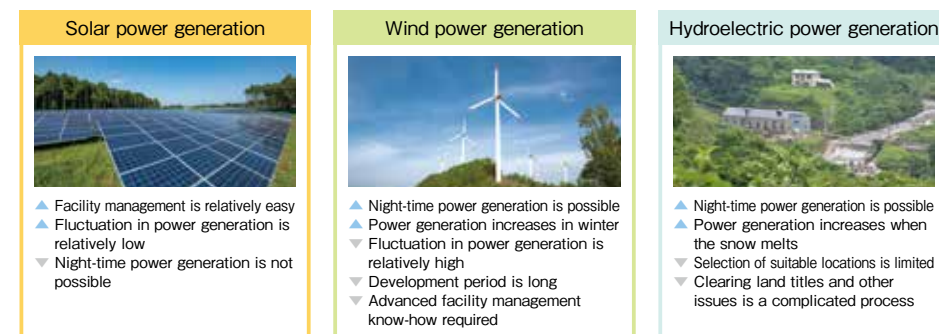 Solar power generation
▲ Facility management is relatively easy
▲ Fluctuation in power generation is
relatively low
▼ Night-time power generation is not
possible
Wind power generation
▲ Night-time power generation is possible
▲ Power generation increases in winter
▼ Fluctuation in power generation is
relatively high
▼ Development period is long
▼ Advanced facility management
know-how required
Hydroelectric power generation
▲ Night-time power generation is possible
▲ Power generation increases when
the snow melts
▼ Selection of suitable locations is limited
▼ Clearing land titles and other
issues is a complicated process